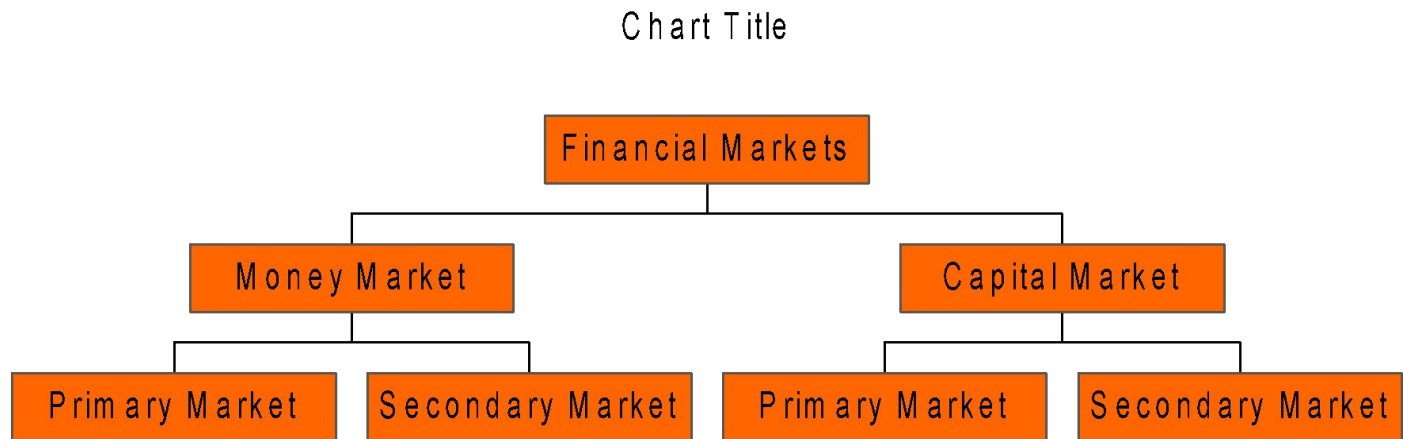 Chart Title
Financial Markets
Money Market
Capital Market
Primary Market
Secondary Market
Primary Market
Secondary Market